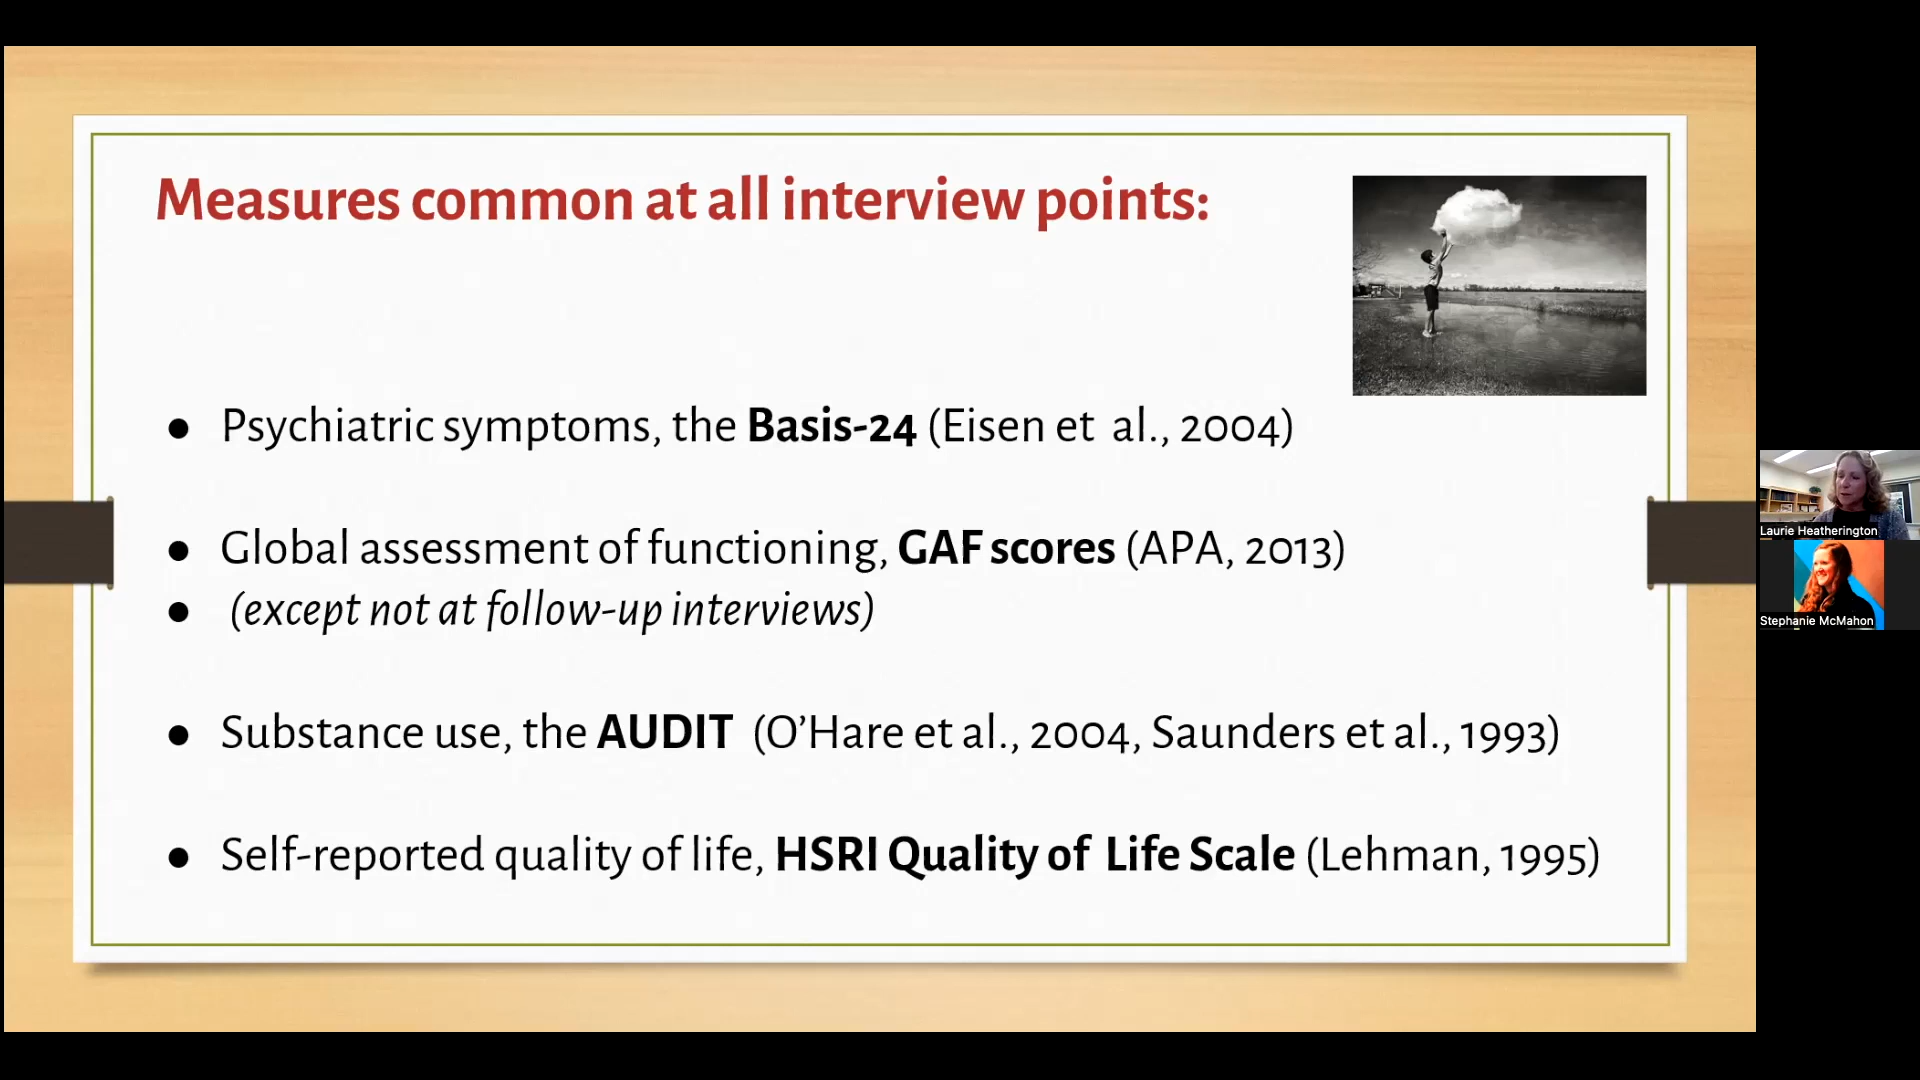 Measures common at all interview points:
● Psychiatric symptoms, the Basis-24 (Eisen et al., 2004)
● Global assessment of functioning, GAF scores (APA, 2013)
● (except not at follow-up interviews)
● Substance use, the AUDIT (O’Hare et al., 2004, Saunders et al., 1993)
● Self-reported quality of life, HSRI Quality of Life Scale (Lehman, 1995)
Laurie Heatherington
Stephanie McMahon